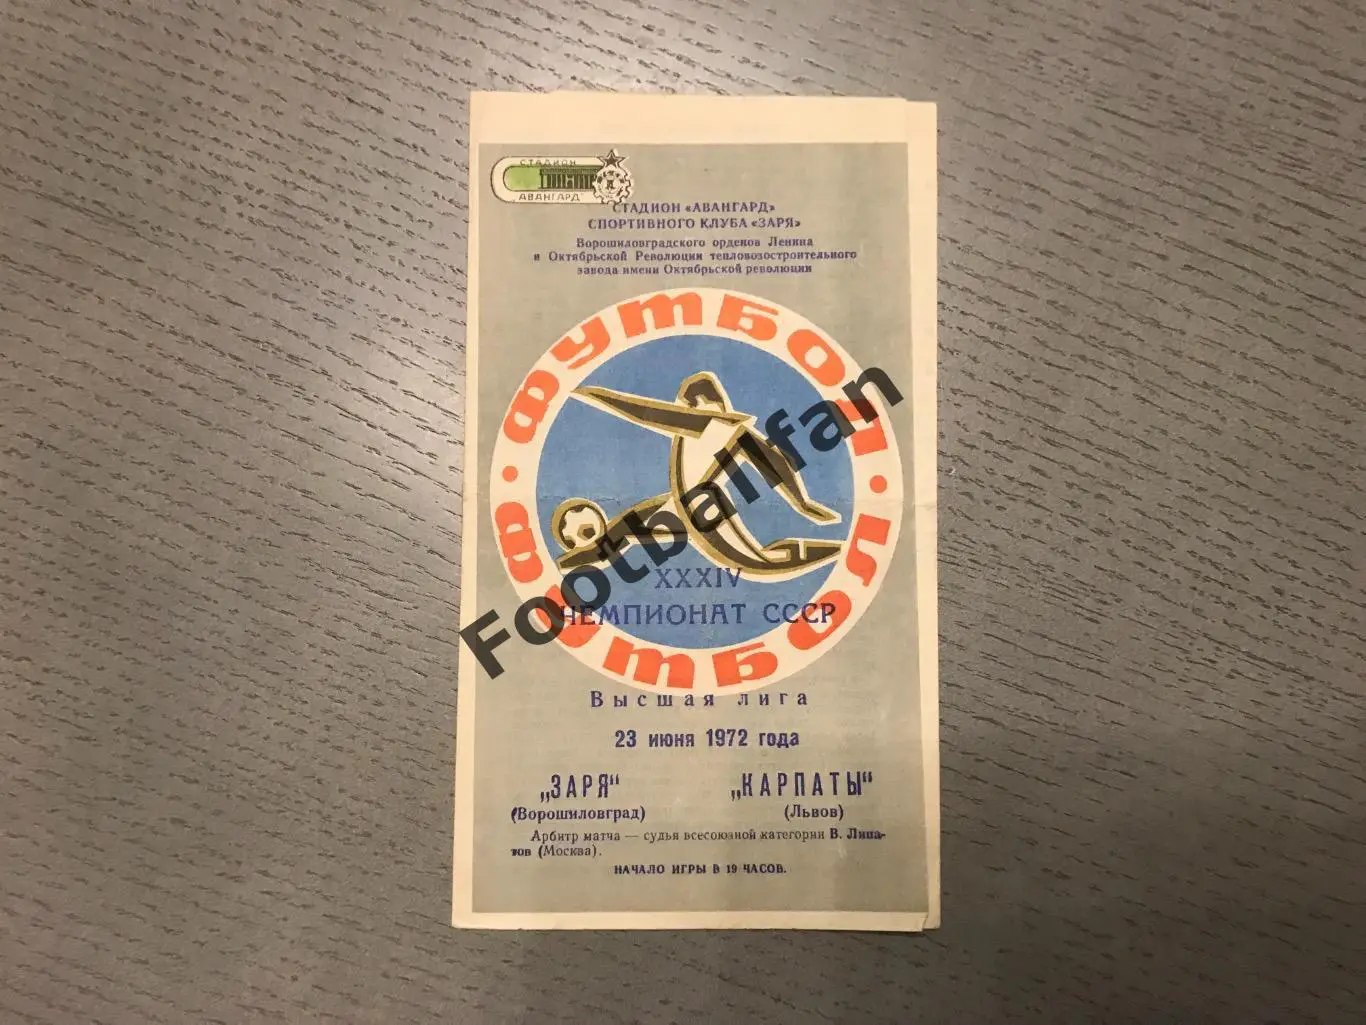 СТАДИОН
„АВАНГАРД"
СТАДИОН «АВАНГАРД»
СПОРТИВНОГО КЛУБА «ЗАРЯ»
Ворошиловградского орденов Ленина
и Октябрьской Революции тепловозостроительного
завода имени Октябрьской революции
ФУТБОЛ · ФУТБОЛ ·
Footballfan
XXXIV
ЧЕМПИОНАТ СССР
Высшая лига
23 июня 1972 года
„ЗАРЯ" „КАРПАТЫ"
(Ворошиловград) (Львов)
Арбитр матча — судья всесоюзной категории В. Липа-
тов (Москва).
НАЧАЛО ИГРЫ В 19 ЧАСОВ.